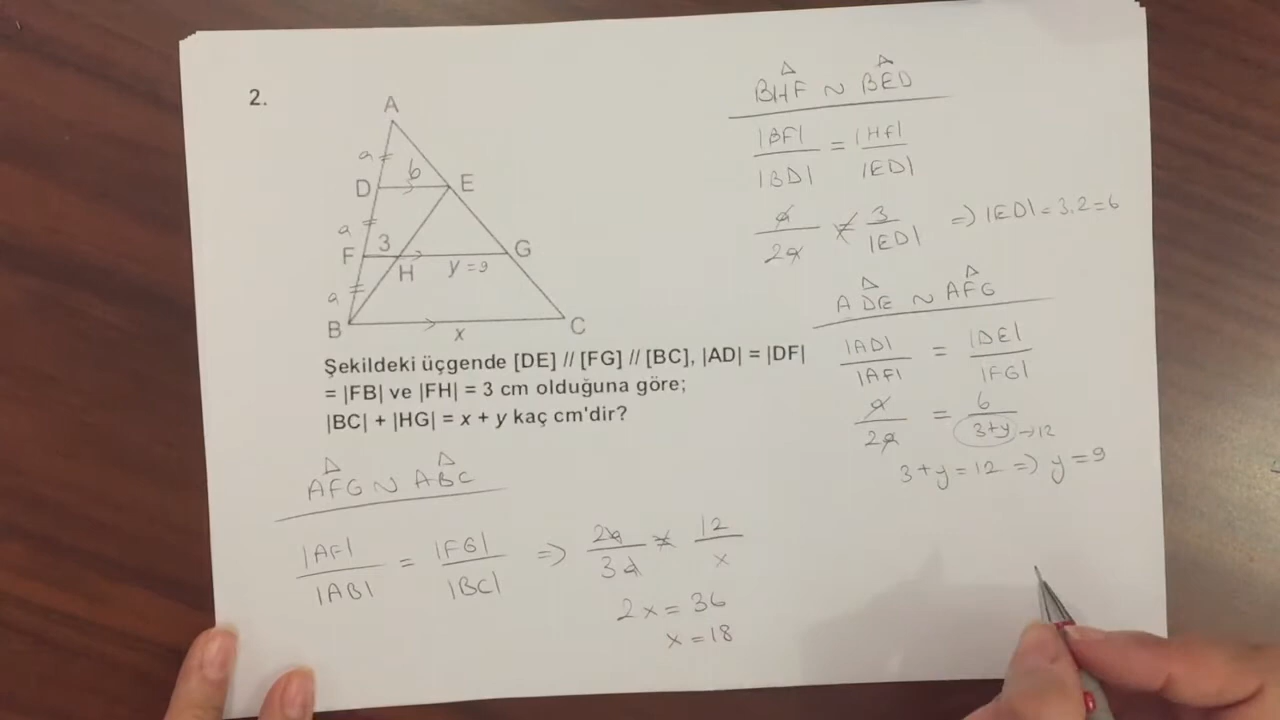 2.
A
a
D
6
E
a
F
3
H
y = 9
G
a
B
x
C
Şekildeki üçgende [DE] // [FG] // [BC], |AD| = |DF|
= |FB| ve |FH| = 3 cm olduğuna göre;
|BC| + |HG| = x + y kaç cm'dir?
BHF ~ BED
|BF| / |BD| = |HF| / |ED|
a / 2a = 3 / |ED| => |ED| = 3.2 = 6
ADE ~ AFG
|AD| / |AF| = |DE| / |FG|
a / 2a = 6 / 3+y → 12
3 + y = 12 => y = 9
AFG ~ ABC
|AF| / |AB| = |FG| / |BC| => 2a / 3a = 12 / x
2x = 36
x = 18